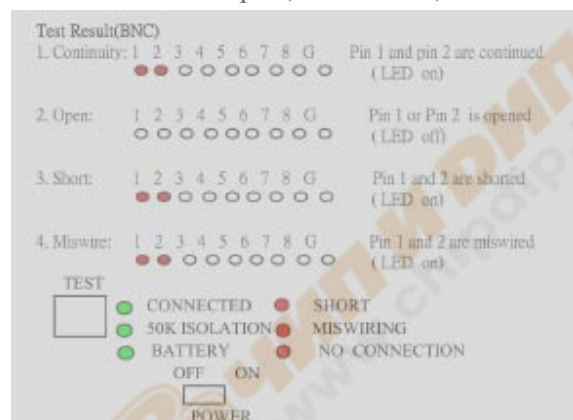 Test Result(BNC)
1. Continuity: 1 2 3 4 5 6 7 8 G Pin 1 and pin 2 are continued
( LED on)
2. Open: 1 2 3 4 5 6 7 8 G Pin 1 or Pin 2 is opened
( LED off)
3. Short: 1 2 3 4 5 6 7 8 G Pin 1 and 2 are shorted
( LED on)
4. Miswire: 1 2 3 4 5 6 7 8 G Pin 1 and 2 are miswired
( LED on)
TEST
CONNECTED SHORT
50K ISOLATION MISWIRING
BATTERY NO CONNECTION
OFF ON
POWER
ЧИП И ДИП
www.chipdip.